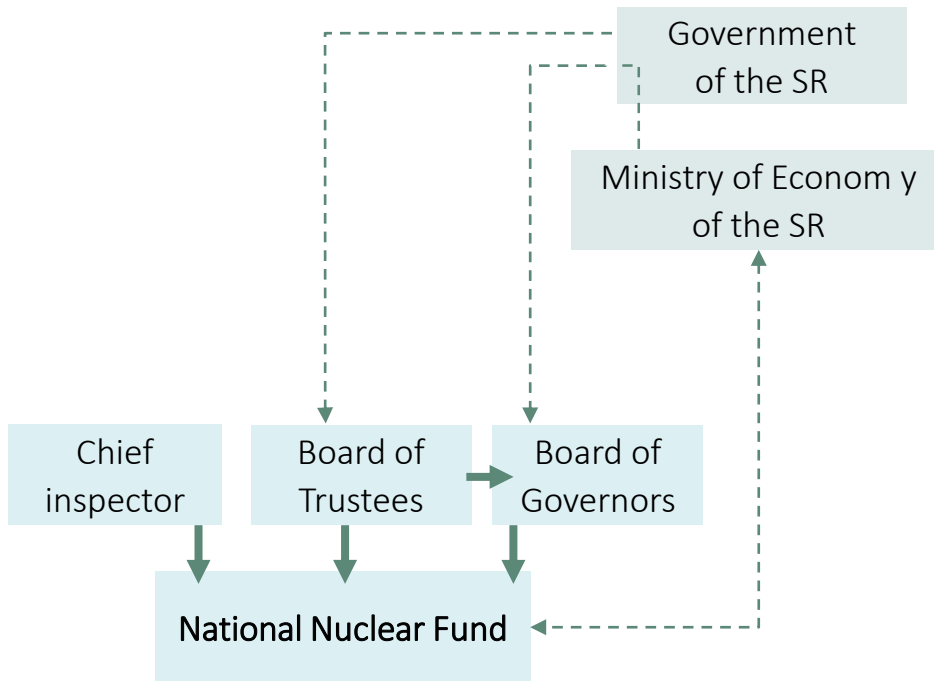 Government
of the SR
Ministry of Econom y
of the SR
Chief
inspector
Board of
Trustees
Board of
Governors
National Nuclear Fund